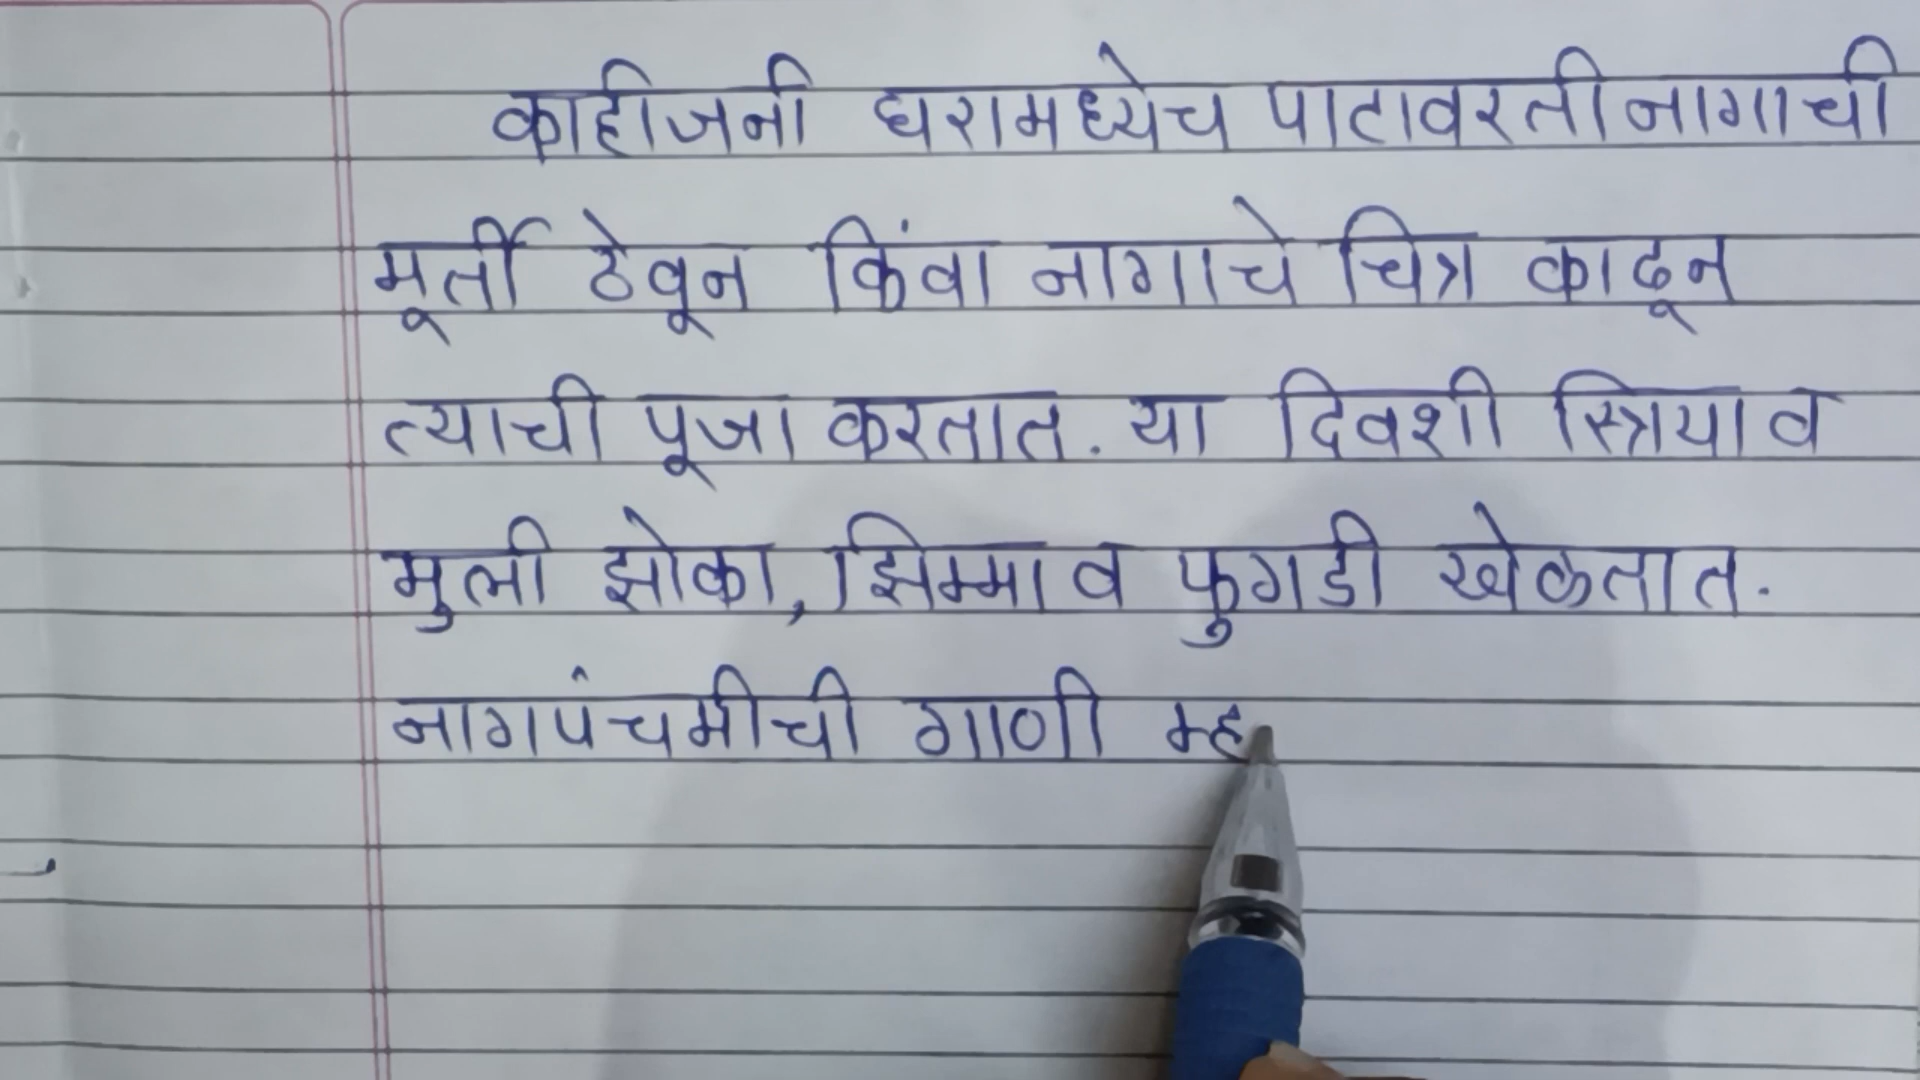 काहीजनी घरामध्येच पाटावरती नागाची
मूर्ती ठेवून किंवा नागाचे चित्र काढून
त्याची पूजा करतात. या दिवशी स्त्रिया व
मुली झोका, झिम्मा व फुगडी खेळतात.
नागपंचमीची गाणी म्ह